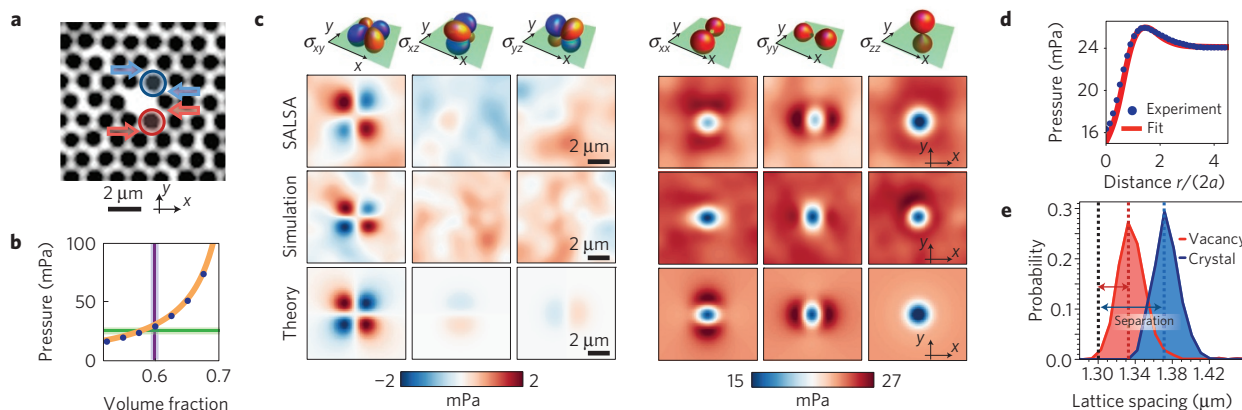 a
2 μm
y
x
b
Pressure (mPa)
100
50
0
0.6
0.7
Volume fraction
c
y
σxy
x
y
σxz
x
y
σyz
x
y
σxx
x
y
σyy
x
y
σzz
x
SALSA
2 μm
y
x
Simulation
2 μm
y
x
Theory
2 μm
y
x
−2
2
mPa
15
27
mPa
d
Pressure (mPa)
24
20
16
Experiment
Fit
0
1
2
3
4
Distance r/(2a)
e
Probability
0.3
0.2
0.1
0.0
Vacancy
Crystal
Separation
1.30
1.34
1.38
1.42
Lattice spacing (μm)